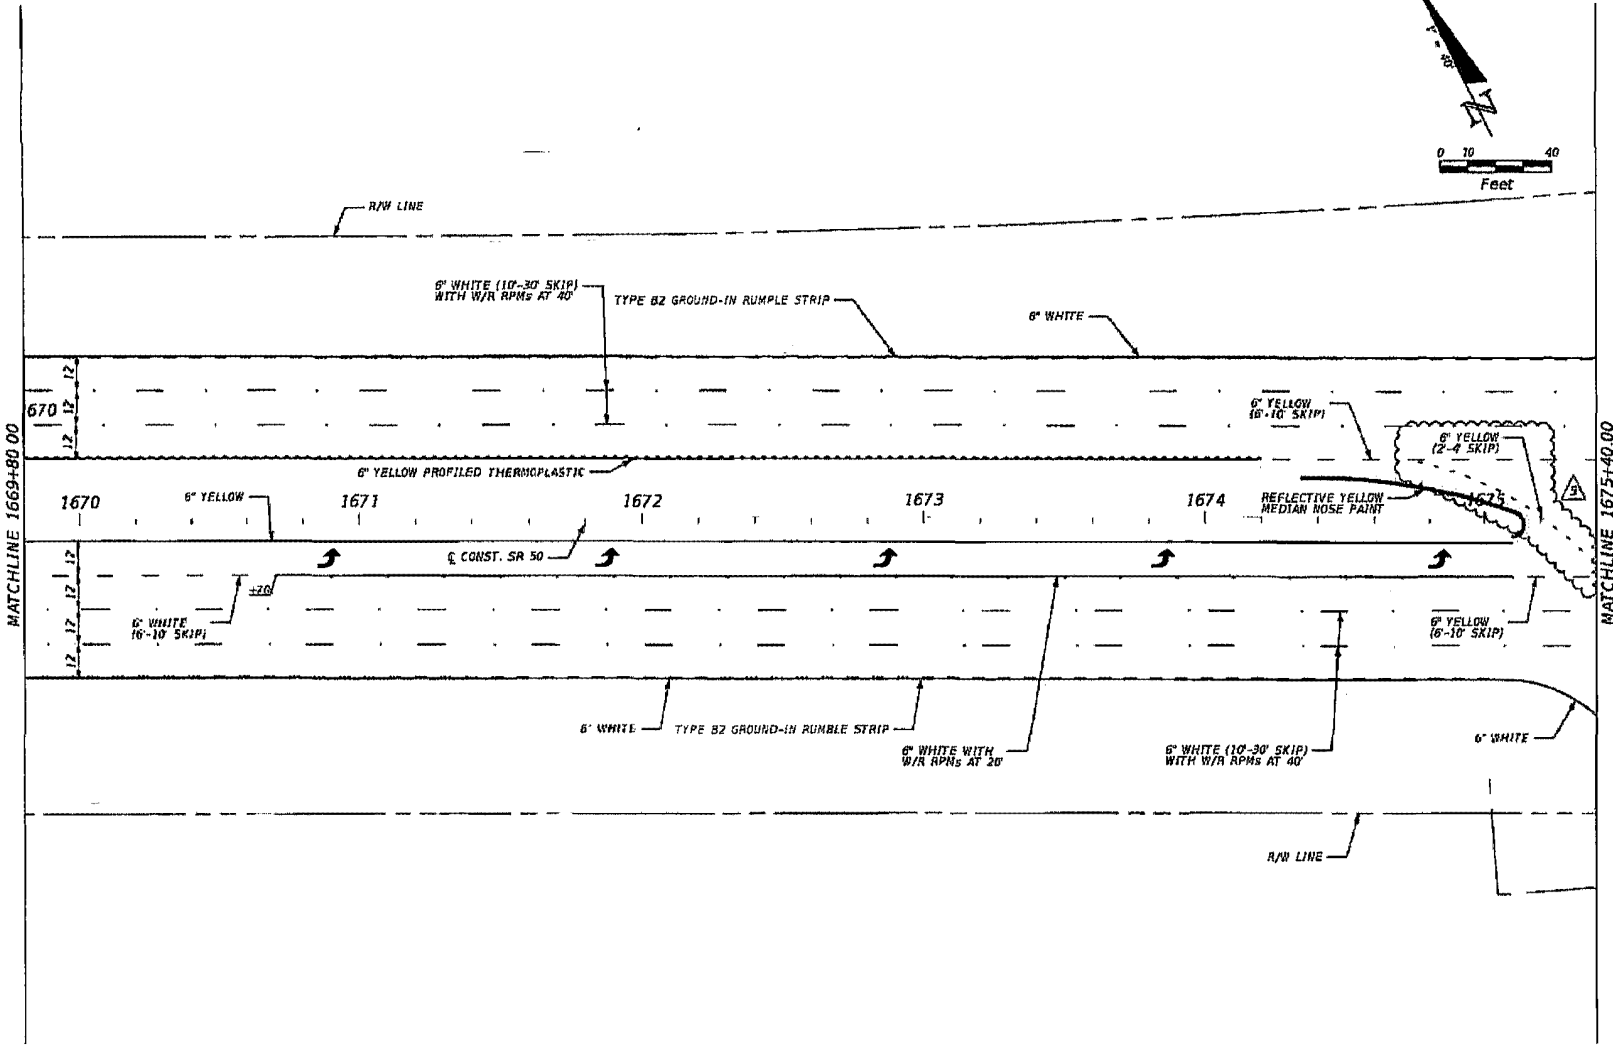 N
0 10 40
Feet
R/W LINE
6" WHITE (10'-30' SKIP)
WITH W/R RPMs AT 40'
TYPE B2 GROUND-IN RUMPLE STRIP
6" WHITE
12
12
12
670
6" YELLOW
(6'-10' SKIP)
6" YELLOW
(2'-4' SKIP)
6" YELLOW PROFILED THERMOPLASTIC
REFLECTIVE YELLOW
MEDIAN NOSE PAINT
9
MATCHLINE 1669+80.00
MATCHLINE 1675+40.00
1670 1671 1672 1673 1674 1675
6" YELLOW
℄ CONST. SR 50
12
12
12
12
+70
6" WHITE
(6'-10' SKIP)
6" YELLOW
(6'-10' SKIP)
6" WHITE
TYPE B2 GROUND-IN RUMBLE STRIP
6" WHITE WITH
W/R RPMs AT 20'
6" WHITE (10'-30' SKIP)
WITH W/R RPMs AT 40'
6" WHITE
R/W LINE